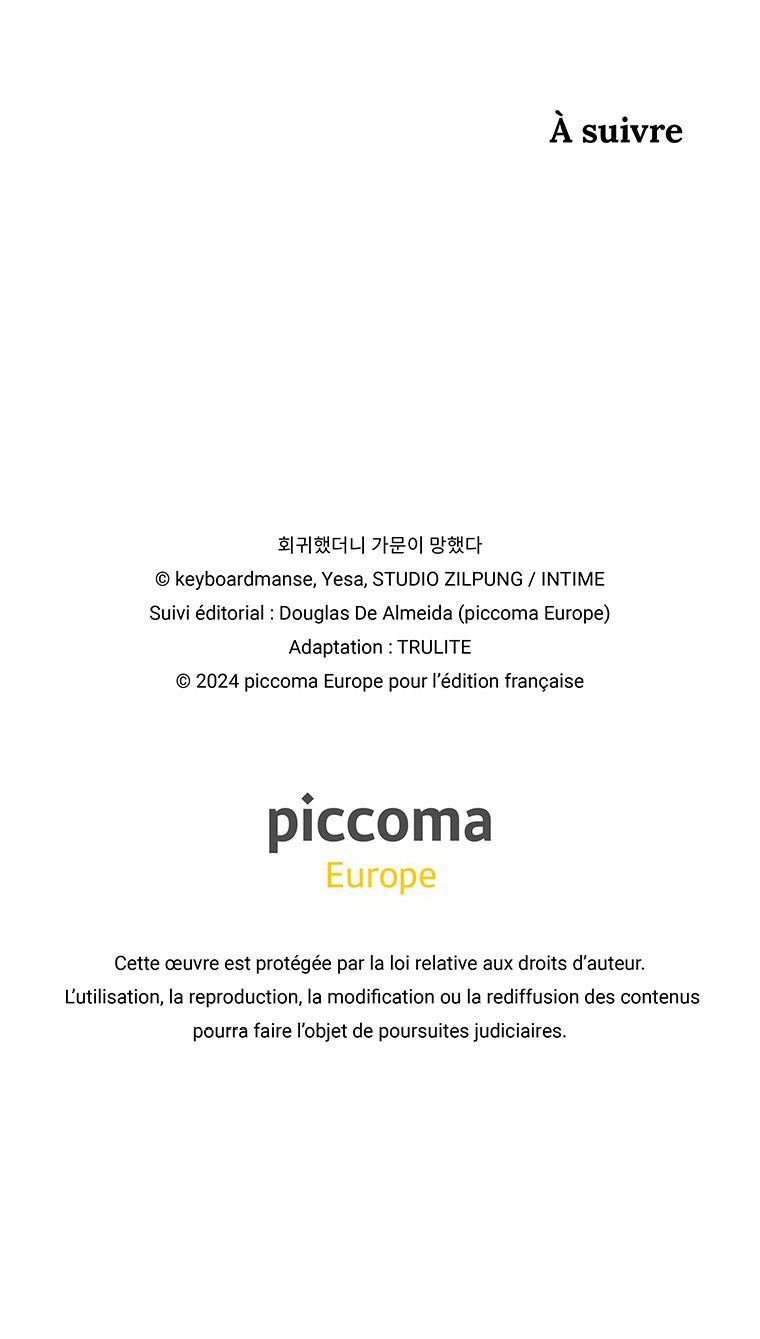 À suivre
회귀했더니 가문이 망했다
© keyboardmanse, Yesa, STUDIO ZILPUNG / INTIME
Suivi éditorial : Douglas De Almeida (piccoma Europe)
Adaptation : TRULITE
© 2024 piccoma Europe pour l’édition française
piccoma
Europe
Cette œuvre est protégée par la loi relative aux droits d’auteur.
L’utilisation, la reproduction, la modification ou la rediffusion des contenus
pourra faire l’objet de poursuites judiciaires.